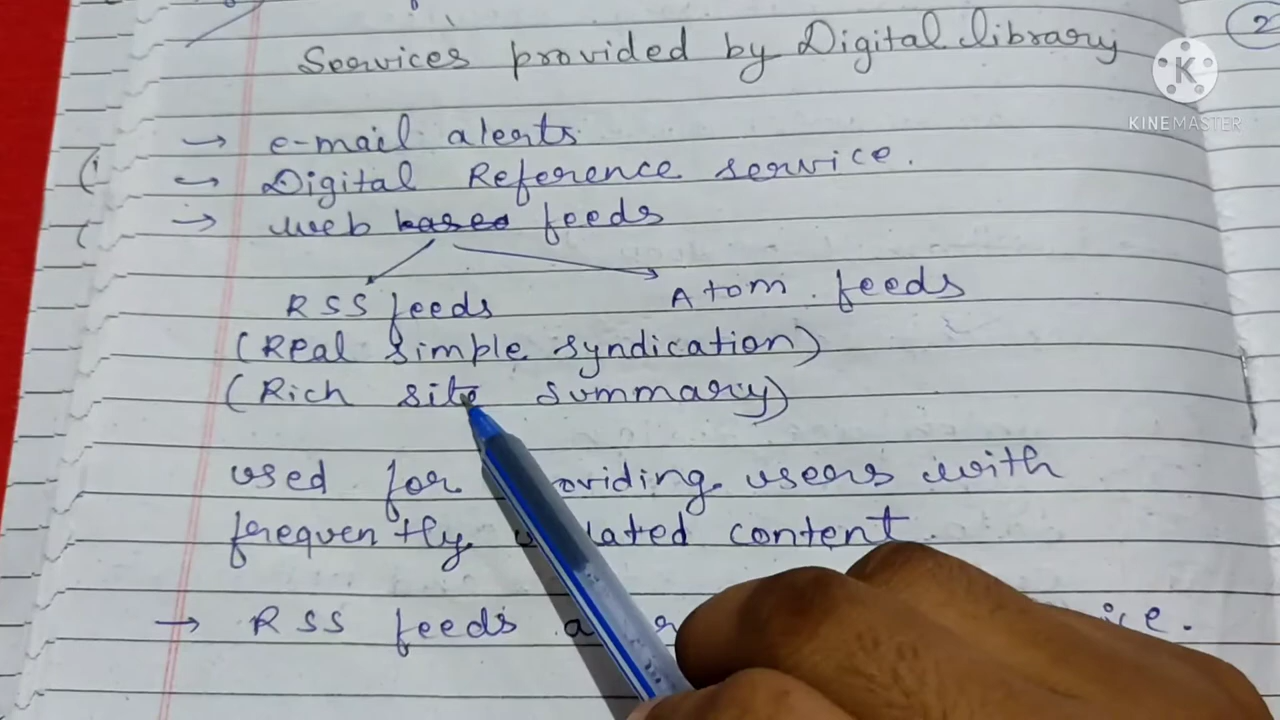 Services provided by Digital library
2
KINEMASTER
→ e-mail alerts
→ Digital Reference service.
→ web based feeds
RSS feeds Atom feeds
(Real simple syndication)
(Rich site summary)
used for users with
frequently content.
→ RSS feeds